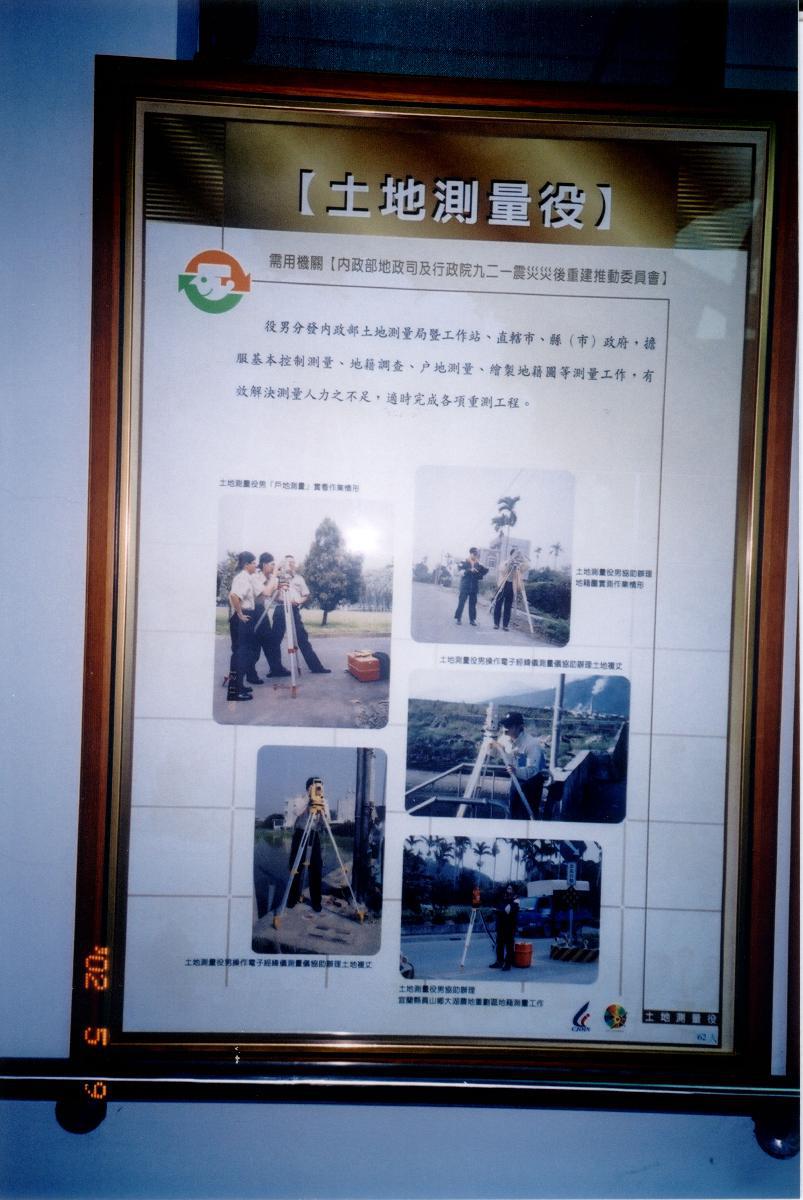 【土地測量役】
需用機關【內政部地政司及行政院九二一震災災後重建推動委員會】
役男分發內政部土地測量局暨工作站、直轄市、縣（市）政府，擔
服基本控制測量、地籍調查、戶地測量、繪製地籍圖等測量工作，有
效解決測量人力之不足，適時完成各項重測工程。
土地測量役男「戶地測量」實看作業情形
土地測量役男協助辦理
地籍圖實測作業情形
土地測量役男操作電子經緯儀測量儀協助辦理土地複丈
土地測量役男操作電子經緯儀測量儀協助辦理土地複丈
土地測量役男協助辦理
宜蘭縣員山鄉大湖農地重劃區地籍測量工作
土地測量役
62
'02 5 9